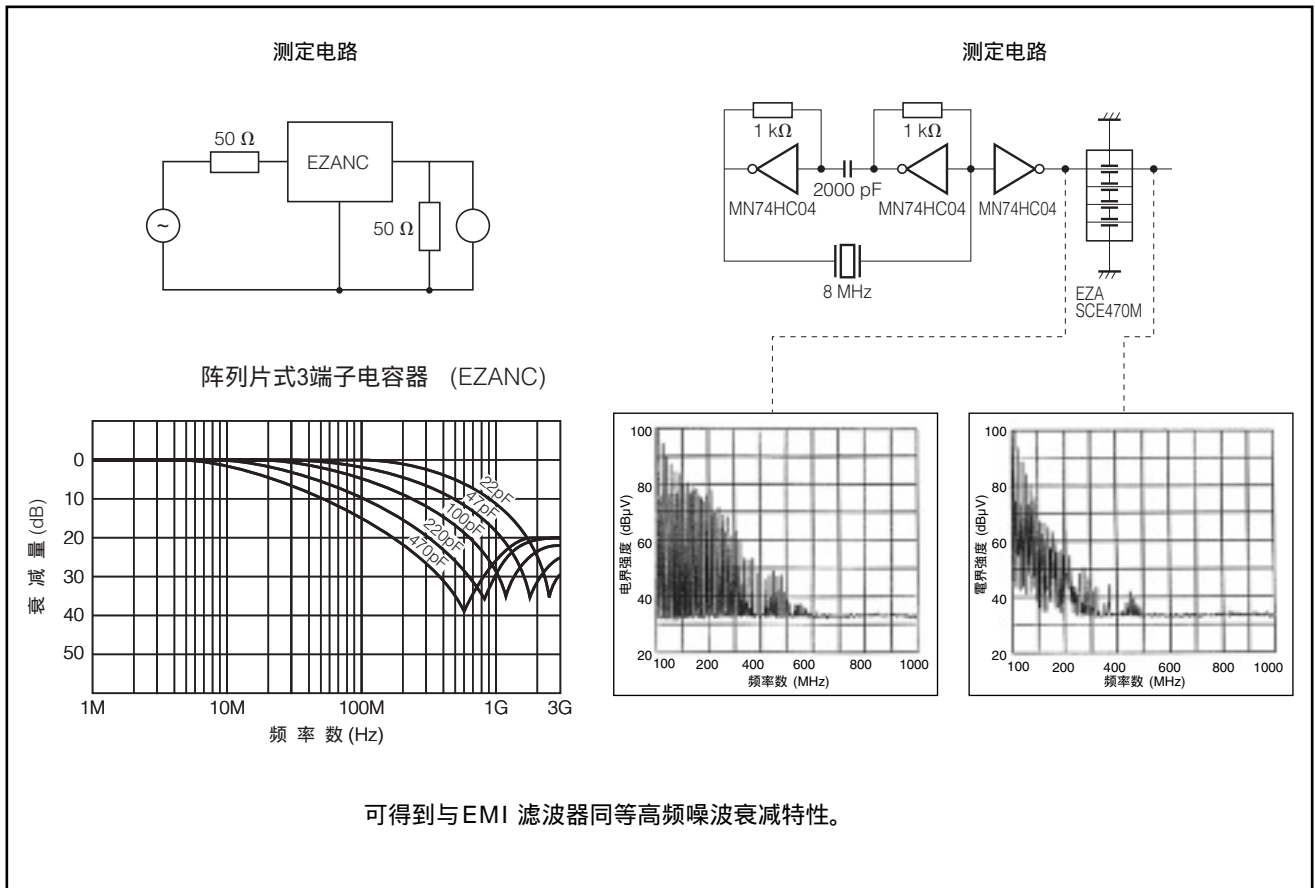 测定电路
50 Ω
EZANC
50 Ω
~
阵列片式3端子电容器 (EZANC)
0
10
20
30
40
50
衰减量 (dB)
22pF
47pF
100pF
220pF
470pF
1M 10M 100M 1G 3G
频率数 (Hz)
测定电路
1 kΩ 1 kΩ
2000 pF
MN74HC04 MN74HC04 MN74HC04
8 MHz
EZA
SCE470M
100
80
60
40
20
电界强度 (dBμV)
100 200 400 600 800 1000
频率数 (MHz)
100
80
60
40
20
電界強度 (dBμV)
100 200 400 600 800 1000
频率数 (MHz)
可得到与EMI 滤波器同等高频噪波衰减特性。